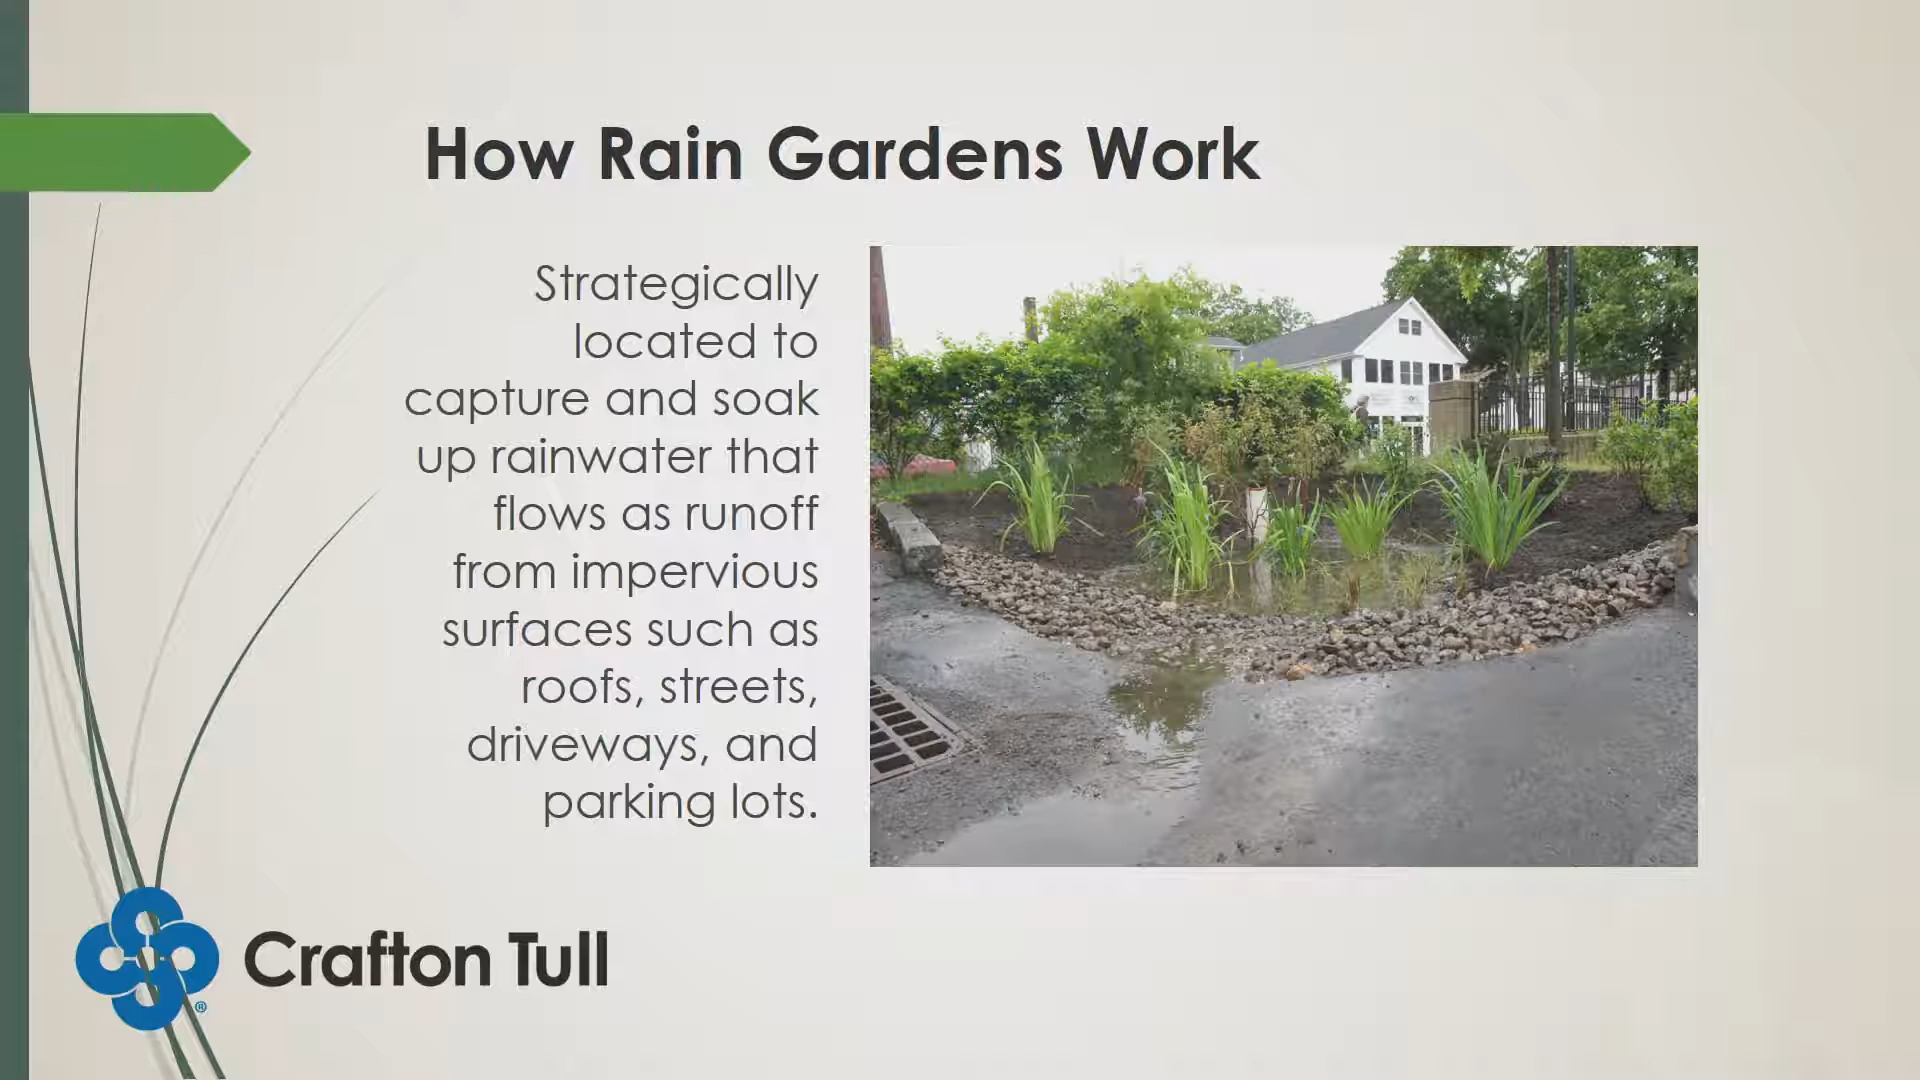 How Rain Gardens Work
Strategically
located to
capture and soak
up rainwater that
flows as runoff
from impervious
surfaces such as
roofs, streets,
driveways, and
parking lots.
Crafton Tull
®